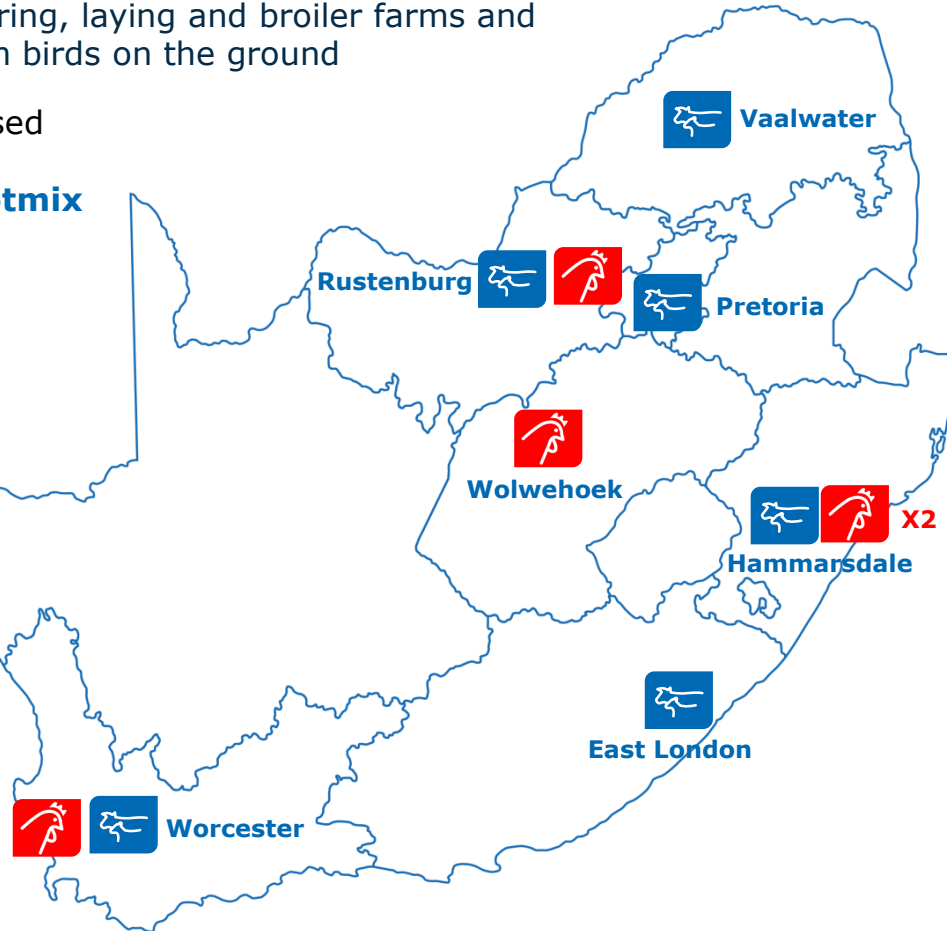 ring, laying and broiler farms and
n birds on the ground
sed
tmix
Vaalwater
Rustenburg
Pretoria
Wolwehoek
X2
Hammarsdale
East London
Worcester